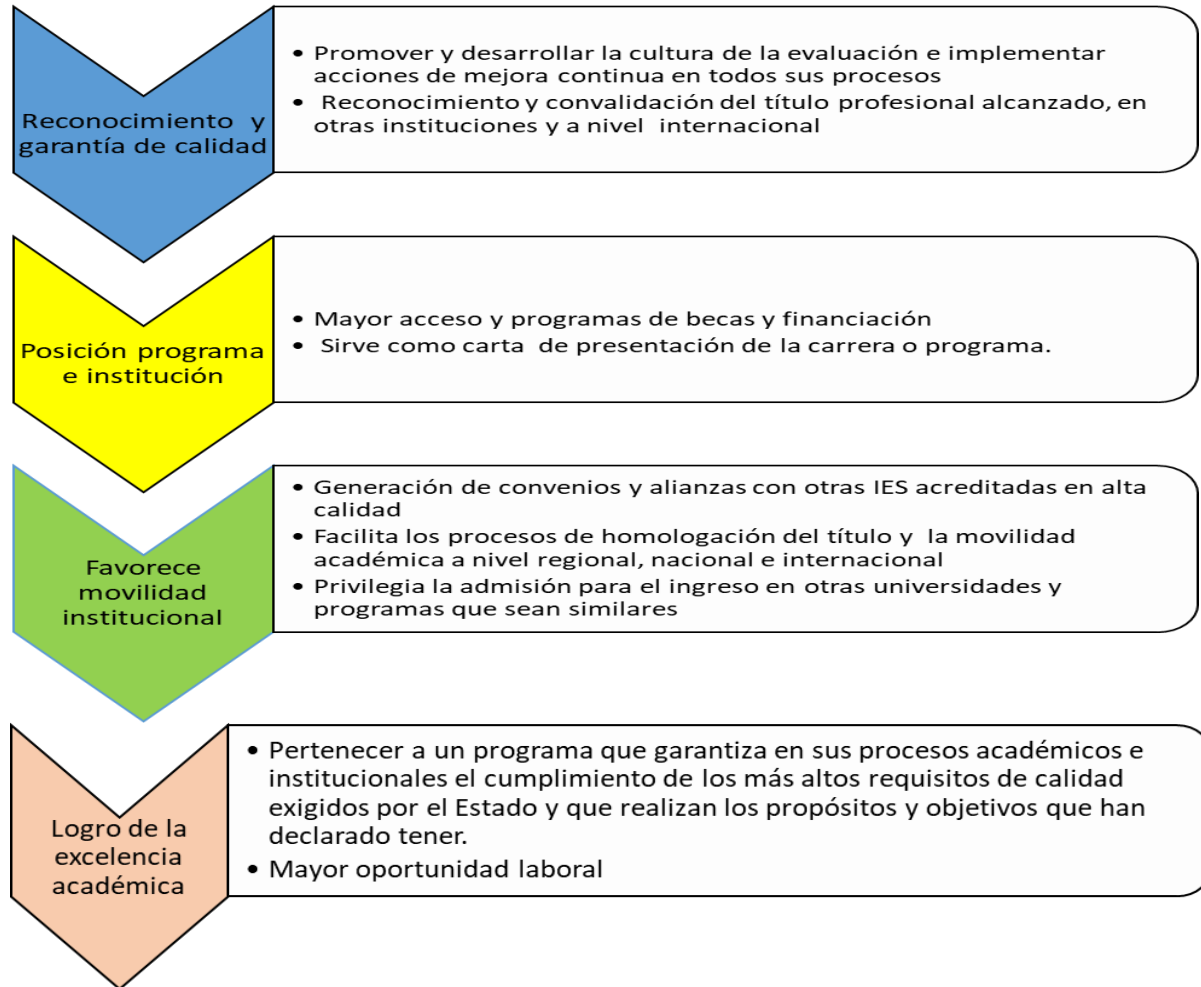 Reconocimiento y
garantía de calidad
• Promover y desarrollar la cultura de la evaluación e implementar
acciones de mejora continua en todos sus procesos
• Reconocimiento y convalidación del título profesional alcanzado, en
otras instituciones y a nivel internacional
Posición programa
e institución
• Mayor acceso y programas de becas y financiación
• Sirve como carta de presentación de la carrera o programa.
Favorece
movilidad
institucional
• Generación de convenios y alianzas con otras IES acreditadas en alta
calidad
• Facilita los procesos de homologación del título y la movilidad
académica a nivel regional, nacional e internacional
• Privilegia la admisión para el ingreso en otras universidades y
programas que sean similares
Logro de la
excelencia
académica
• Pertenecer a un programa que garantiza en sus procesos académicos e
institucionales el cumplimiento de los más altos requisitos de calidad
exigidos por el Estado y que realizan los propósitos y objetivos que han
declarado tener.
• Mayor oportunidad laboral